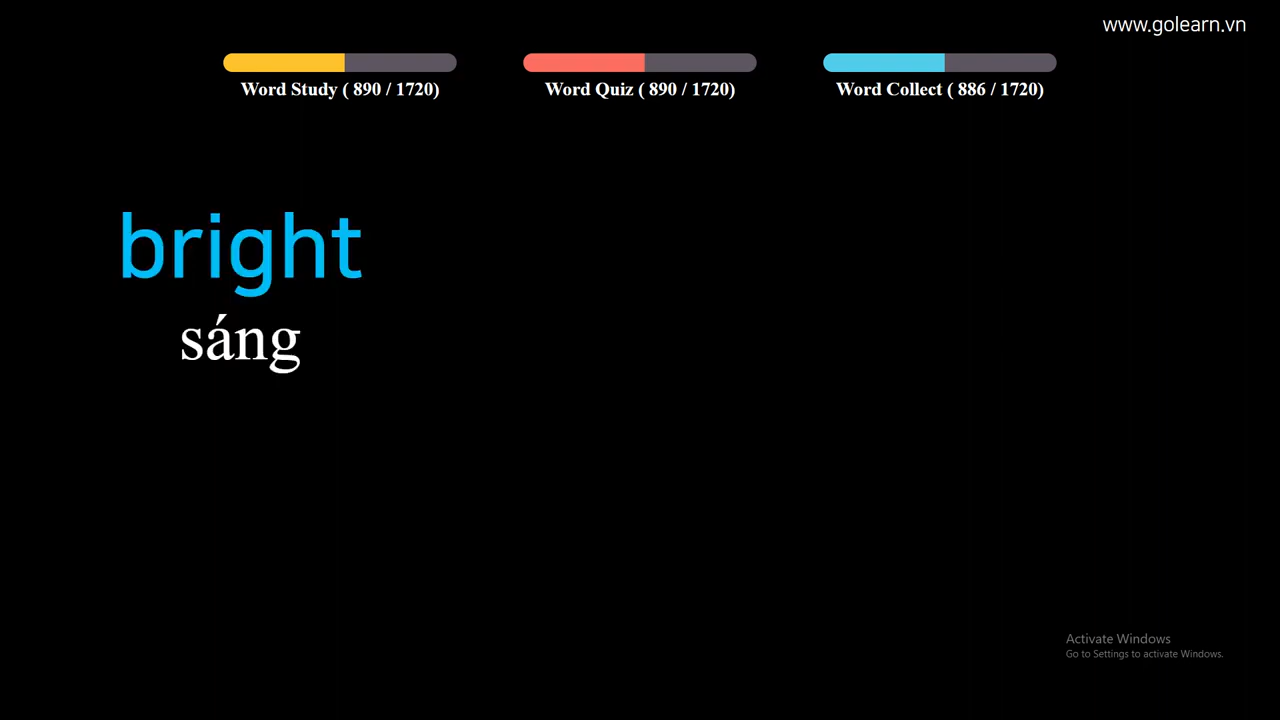 www.golearn.vn
Word Study ( 890 / 1720)
Word Quiz ( 890 / 1720)
Word Collect ( 886 / 1720)
bright
sáng
Activate Windows
Go to Settings to activate Windows.